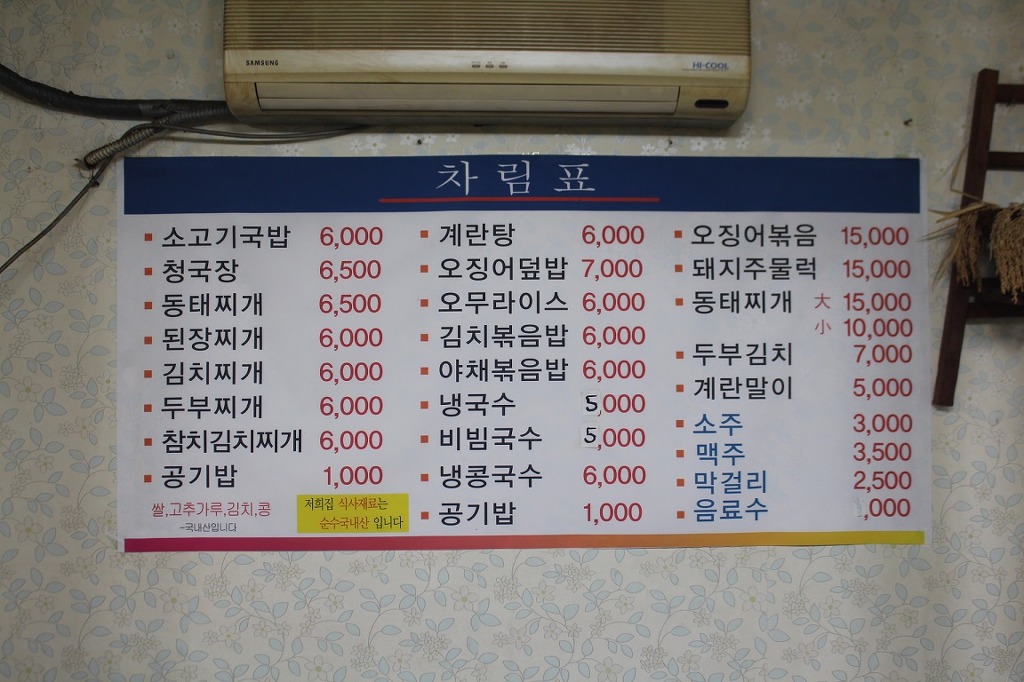 SAMSUNG
HI-COOL
차림표
소고기국밥 6,000
청국장 6,500
동태찌개 6,500
된장찌개 6,000
김치찌개 6,000
두부찌개 6,000
참치김치찌개 6,000
공기밥 1,000
쌀,고추가루,김치,콩
-국내산입니다
저희집 식사재료는
순수국내산 입니다
계란탕 6,000
오징어덮밥 7,000
오무라이스 6,000
김치볶음밥 6,000
야채볶음밥 6,000
냉국수 5,000
비빔국수 5,000
냉콩국수 6,000
공기밥 1,000
오징어볶음 15,000
돼지주물럭 15,000
동태찌개 大 15,000
小 10,000
두부김치 7,000
계란말이 5,000
소주 3,000
맥주 3,500
막걸리 2,500
음료수 ,000